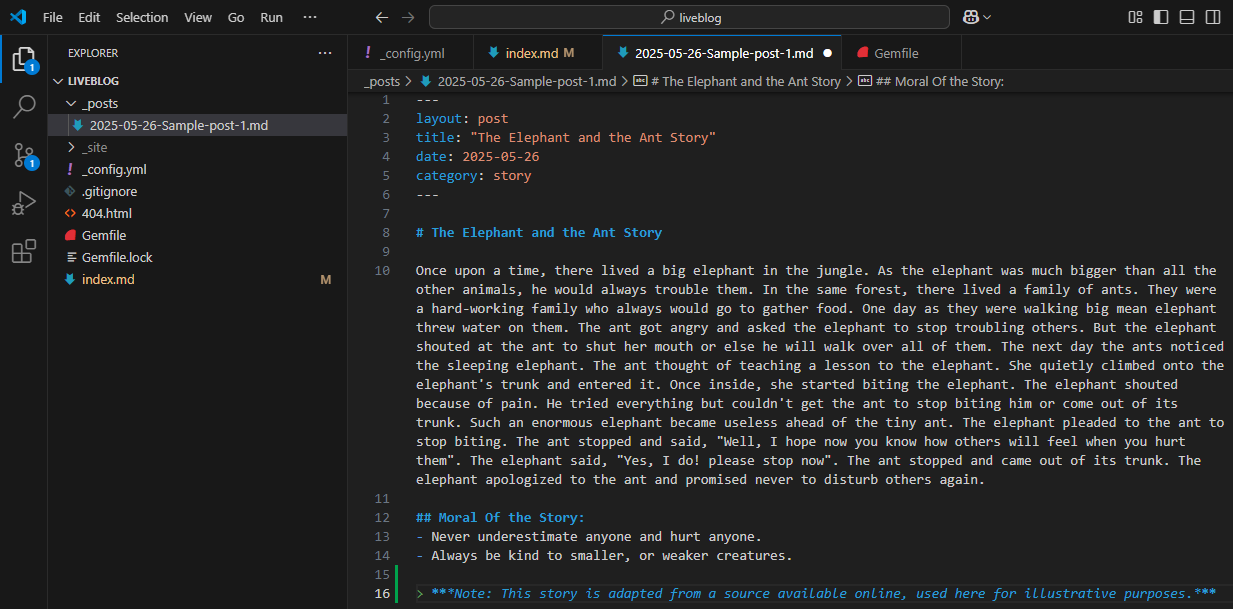 File Edit Selection View Go Run ···
liveblog
EXPLORER ···
LIVEBLOG
_posts
2025-05-26-Sample-post-1.md
_site
_config.yml
.gitignore
404.html
Gemfile
Gemfile.lock
index.md M
1
1
_config.yml index.md M 2025-05-26-Sample-post-1.md Gemfile
_posts > 2025-05-26-Sample-post-1.md > # The Elephant and the Ant Story > ## Moral Of the Story:
1 ---
2 layout: post
3 title: "The Elephant and the Ant Story"
4 date: 2025-05-26
5 category: story
6 ---
7
8 # The Elephant and the Ant Story
9
10 Once upon a time, there lived a big elephant in the jungle. As the elephant was much bigger than all the
other animals, he would always trouble them. In the same forest, there lived a family of ants. They were
a hard-working family who always would go to gather food. One day as they were walking big mean elephant
threw water on them. The ant got angry and asked the elephant to stop troubling others. But the elephant
shouted at the ant to shut her mouth or else he will walk over all of them. The next day the ants noticed
the sleeping elephant. The ant thought of teaching a lesson to the elephant. She quietly climbed onto the
elephant's trunk and entered it. Once inside, she started biting the elephant. The elephant shouted
because of pain. He tried everything but couldn't get the ant to stop biting him or come out of its
trunk. Such an enormous elephant became useless ahead of the tiny ant. The elephant pleaded to the ant to
stop biting. The ant stopped and said, "Well, I hope now you know how others will feel when you hurt
them". The elephant said, "Yes, I do! please stop now". The ant stopped and came out of its trunk. The
elephant apologized to the ant and promised never to disturb others again.
11
12 ## Moral Of the Story:
13 - Never underestimate anyone and hurt anyone.
14 - Always be kind to smaller, or weaker creatures.
15
16 > ***Note: This story is adapted from a source available online, used here for illustrative purposes.***